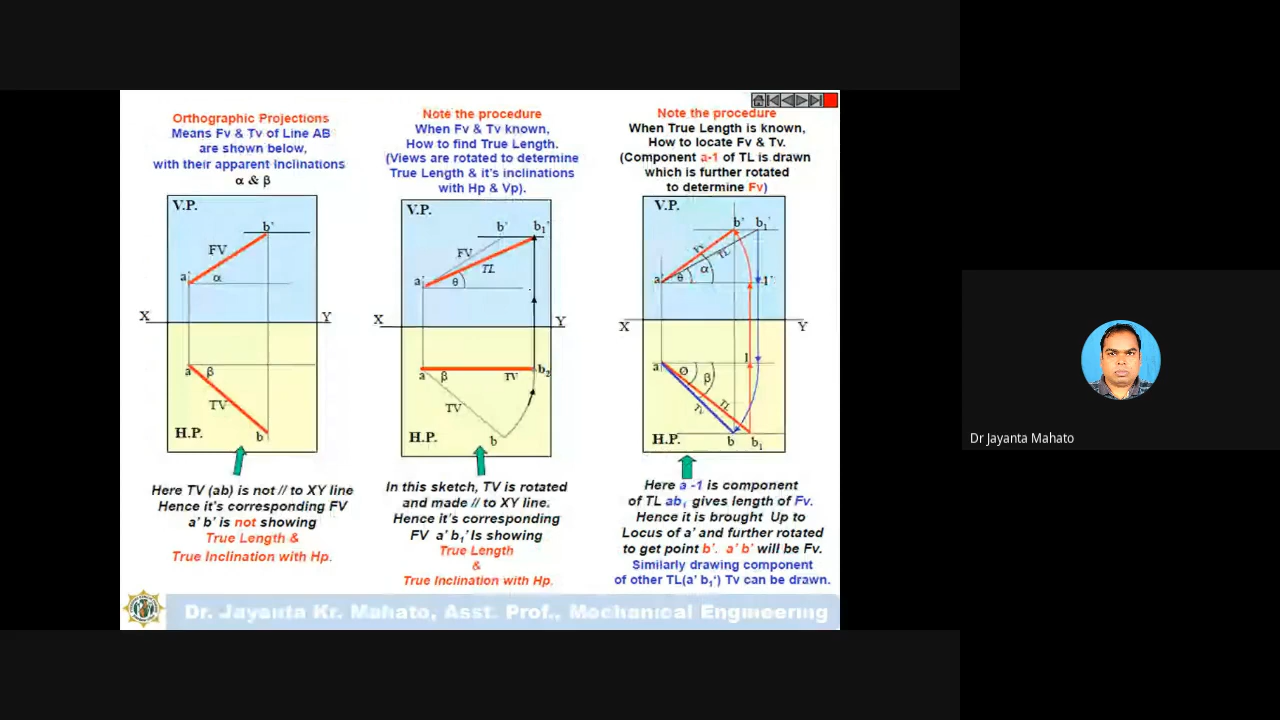 Orthographic Projections
Means Fv & Tv of Line AB
are shown below,
with their apparent Inclinations
α & β
V.P.
b'
FV
a'
α
X
Y
a
β
TV
H.P.
b
Here TV (ab) is not // to XY line
Hence it's corresponding FV
a' b' is not showing
True Length &
True Inclination with Hp.
Note the procedure
When Fv & Tv known,
How to find True Length.
(Views are rotated to determine
True Length & it's inclinations
with Hp & Vp).
V.P.
b'
b₁'
FV
TL
a'
θ
X
Y
a
β
TV
b₂
TV
H.P.
b
In this sketch, TV is rotated
and made // to XY line.
Hence it's corresponding
FV a' b₁' Is showing
True Length
&
True Inclination with Hp.
Note the procedure
When True Length is known,
How to locate Fv & Tv.
(Component a-1 of TL is drawn
which is further rotated
to determine Fv)
V.P.
b'
b₁'
Fv
TL
a'
θ
α
1'
X
Y
1
a
Ø
β
TL
TV
H.P.
b
b₁
Here a -1 is component
of TL ab₁ gives length of Fv.
Hence it is brought Up to
Locus of a' and further rotated
to get point b'. a' b' will be Fv.
Similarly drawing component
of other TL(a' b₁') Tv can be drawn.
Dr. Jayanta Kr. Mahato, Asst. Prof., Mechanical Engineering
Dr Jayanta Mahato